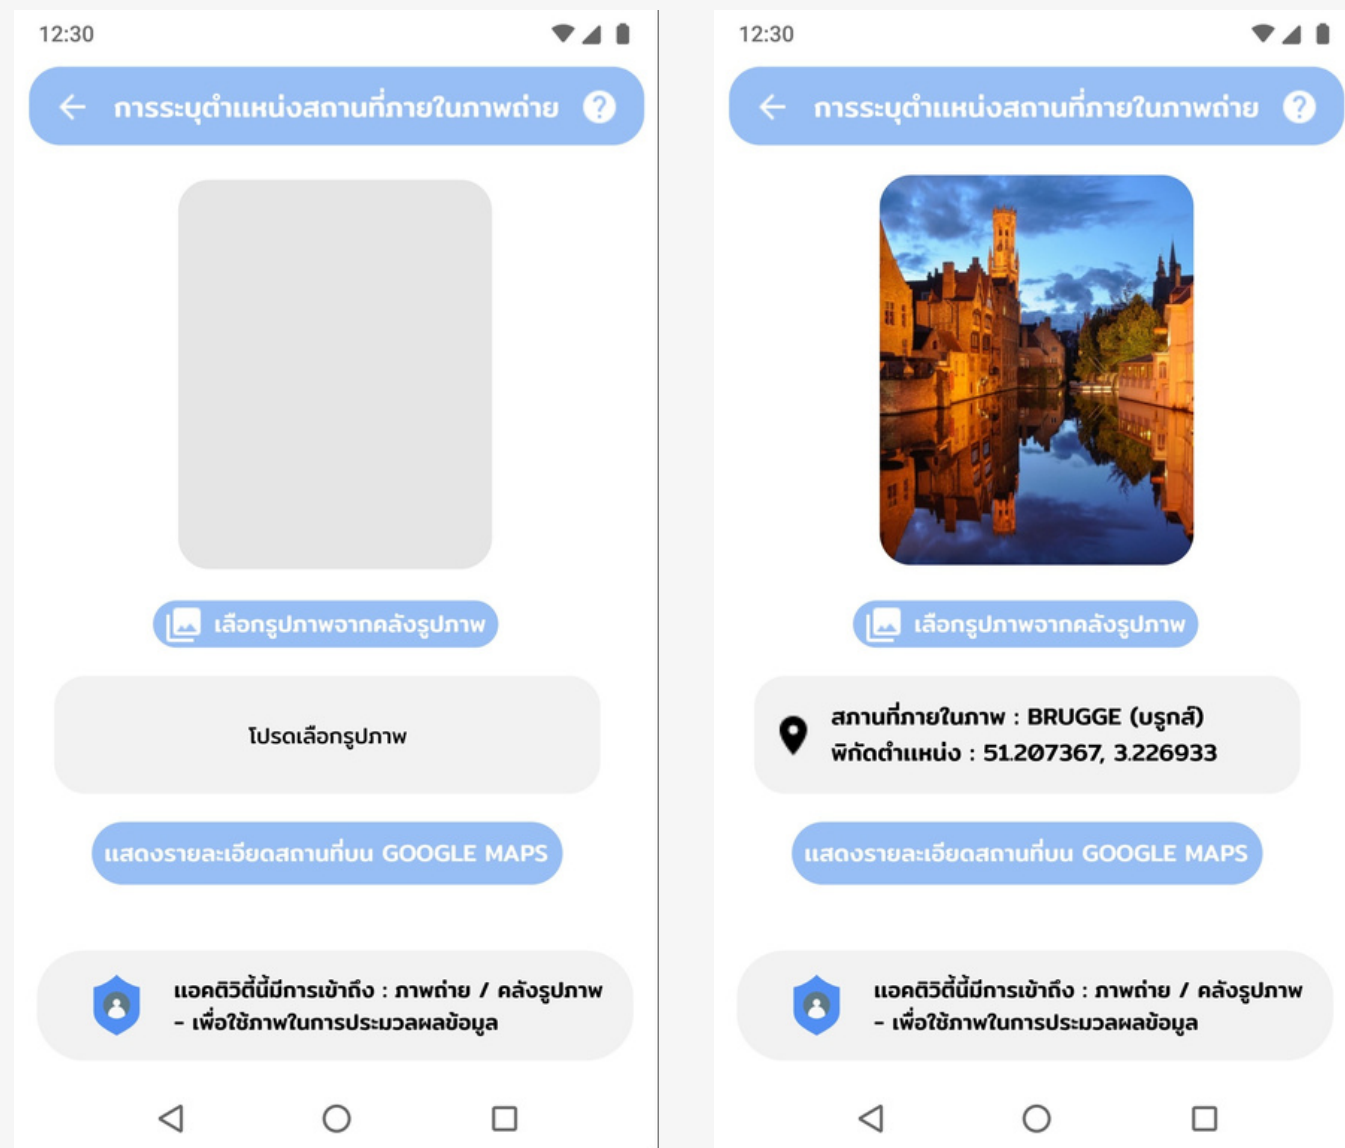 12:30
การระบุตำแหน่งสถานที่ภายในภาพถ่าย
เลือกรูปภาพจากคลังรูปภาพ
โปรดเลือกรูปภาพ
แสดงรายละเอียดสถานที่บน GOOGLE MAPS
แอคติวิตี้นี้มีการเข้าถึง : ภาพถ่าย / คลังรูปภาพ
- เพื่อใช้ภาพในการประมวลผลข้อมูล
12:30
การระบุตำแหน่งสถานที่ภายในภาพถ่าย
เลือกรูปภาพจากคลังรูปภาพ
สภานที่ภายในภาพ : BRUGGE (บรูกส์)
พิกัดตำแหน่ง : 51.207367, 3.226933
แสดงรายละเอียดสถานที่บน GOOGLE MAPS
แอคติวิตี้นี้มีการเข้าถึง : ภาพถ่าย / คลังรูปภาพ
- เพื่อใช้ภาพในการประมวลผลข้อมูล